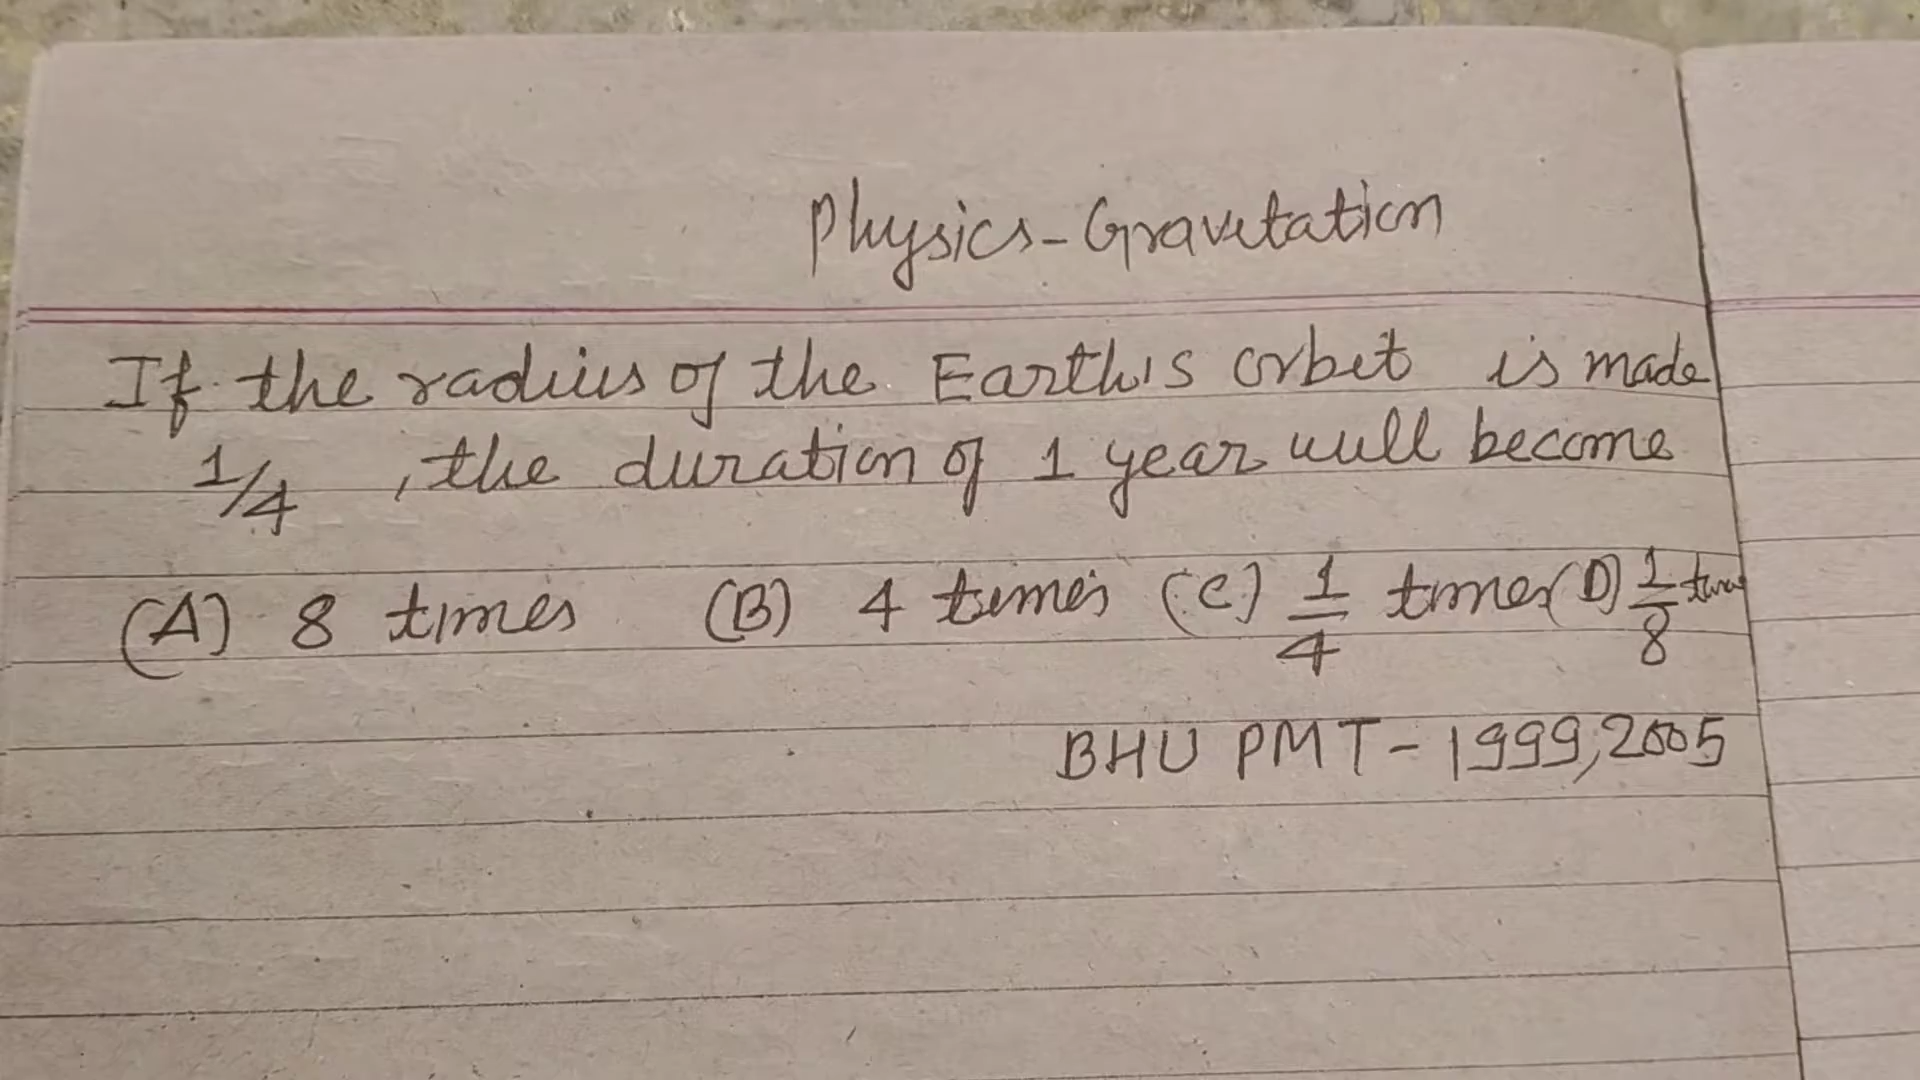 Physics-Gravitation
If the radius of the Earth's orbit is made
1/4 , the duration of 1 year will become
(A) 8 times (B) 4 times (C) 1/4 times (D) 1/8 times
BHU PMT-1999,2005